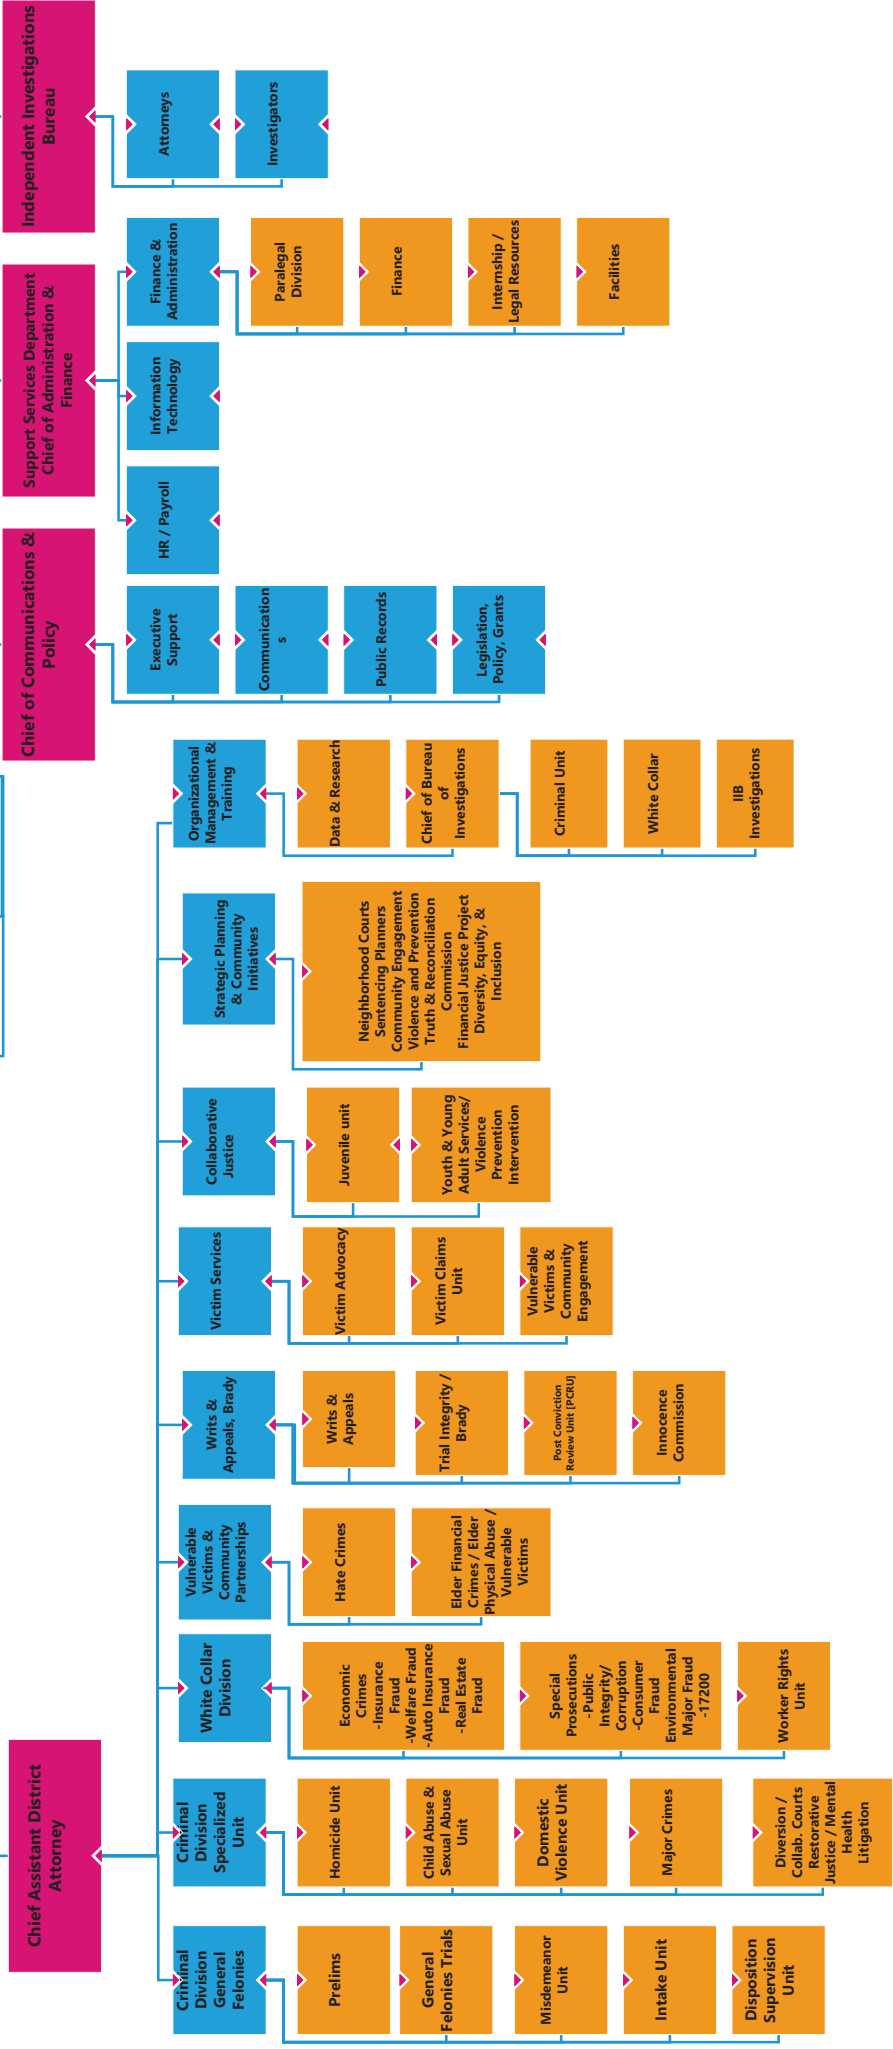 Chief Assistant District
Attorney
Chief of Communications &
Policy
Support Services Department
Chief of Administration &
Finance
Independent Investigations
Bureau
Criminal
Division
General
Felonies
Prelims
General
Felonies Trials
Misdemeanor
Unit
Intake Unit
Disposition
Supervision
Unit
Criminal
Division
Specialized
Unit
Homicide Unit
Child Abuse &
Sexual Abuse
Unit
Domestic
Violence Unit
Major Crimes
Diversion /
Collab. Courts
Restorative
Justice / Mental
Health
Litigation
White Collar
Division
Economic
Crimes
-Insurance
Fraud
-Welfare Fraud
-Auto Insurance
Fraud
-Real Estate
Fraud
Special
Prosecutions
-Public
Integrity/
Corruption
-Consumer
Fraud
Environmental
Major Fraud
-17200
Worker Rights
Unit
Vulnerable
Victims &
Community
Partnerships
Hate Crimes
Elder Financial
Crimes / Elder
Physical Abuse /
Vulnerable
Victims
Writs &
Appeals, Brady
Writs &
Appeals
Trial Integrity /
Brady
Post Conviction
Review Unit [PCRU]
Innocence
Commission
Victim Services
Victim Advocacy
Victim Claims
Unit
Vulnerable
Victims &
Community
Engagement
Collaborative
Justice
Juvenile unit
Youth & Young
Adult Services/
Violence
Prevention
Intervention
Strategic Planning
& Community
Initiatives
Neighborhood Courts
Sentencing Planners
Community Engagement
Violence and Prevention
Truth & Reconciliation
Commission
Financial Justice Project
Diversity, Equity, &
Inclusion
Organizational
Management &
Training
Data & Research
Chief of Bureau
of
Investigations
Criminal Unit
White Collar
IIB
Investigations
Executive
Support
Communication
s
Public Records
Legislation,
Policy, Grants
HR / Payroll
Information
Technology
Finance &
Administration
Paralegal
Division
Finance
Internship /
Legal Resources
Facilities
Attorneys
Investigators